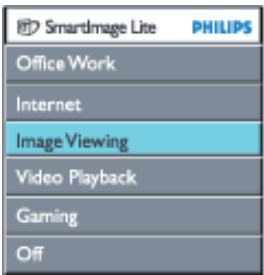 SmartImage Lite PHILIPS
Office Work
Internet
Image Viewing
Video Playback
Gaming
Off